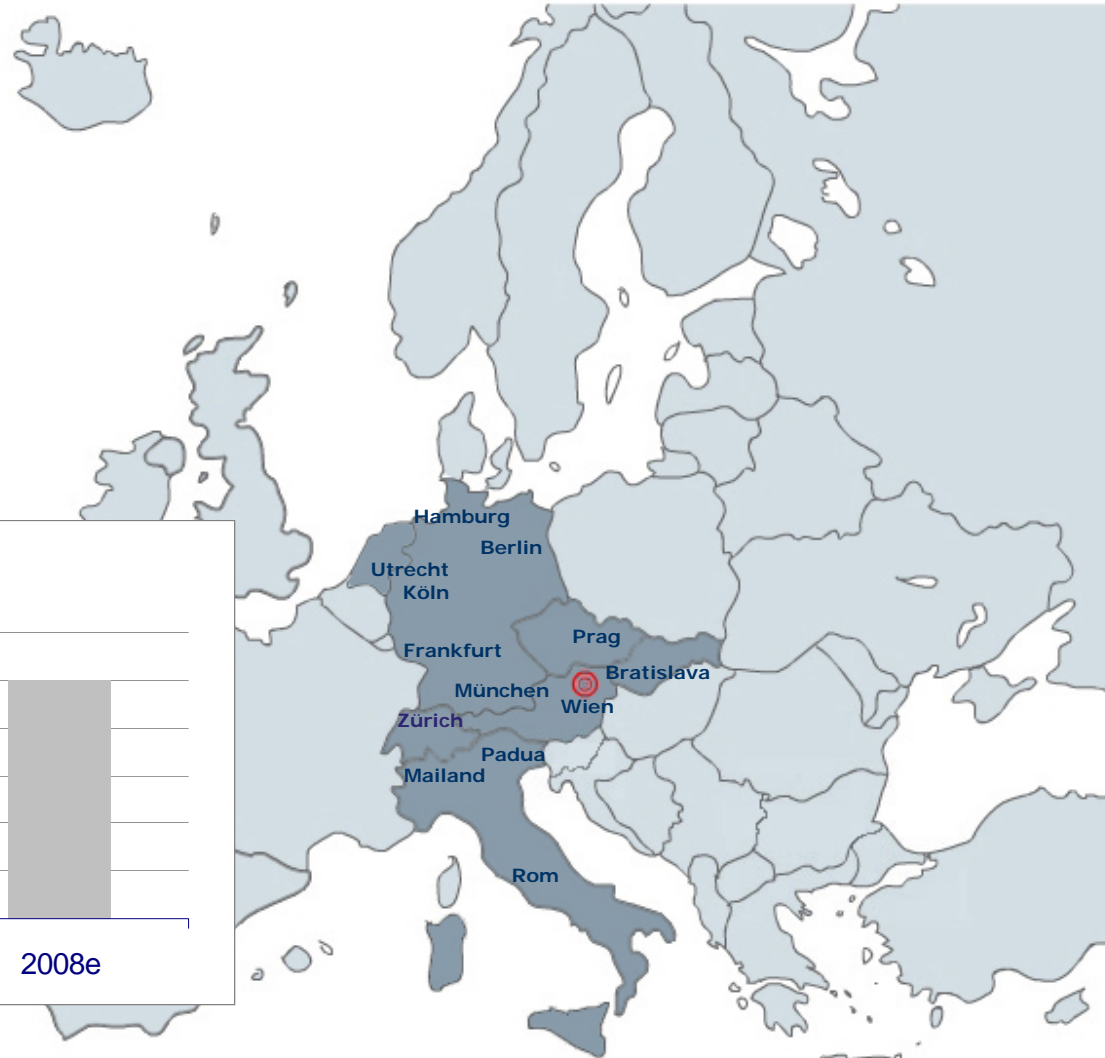 Hamburg
Berlin
Utrecht
Köln
Prag
Frankfurt
Bratislava
München
Wien
Zürich
Padua
Mailand
Rom
2008e